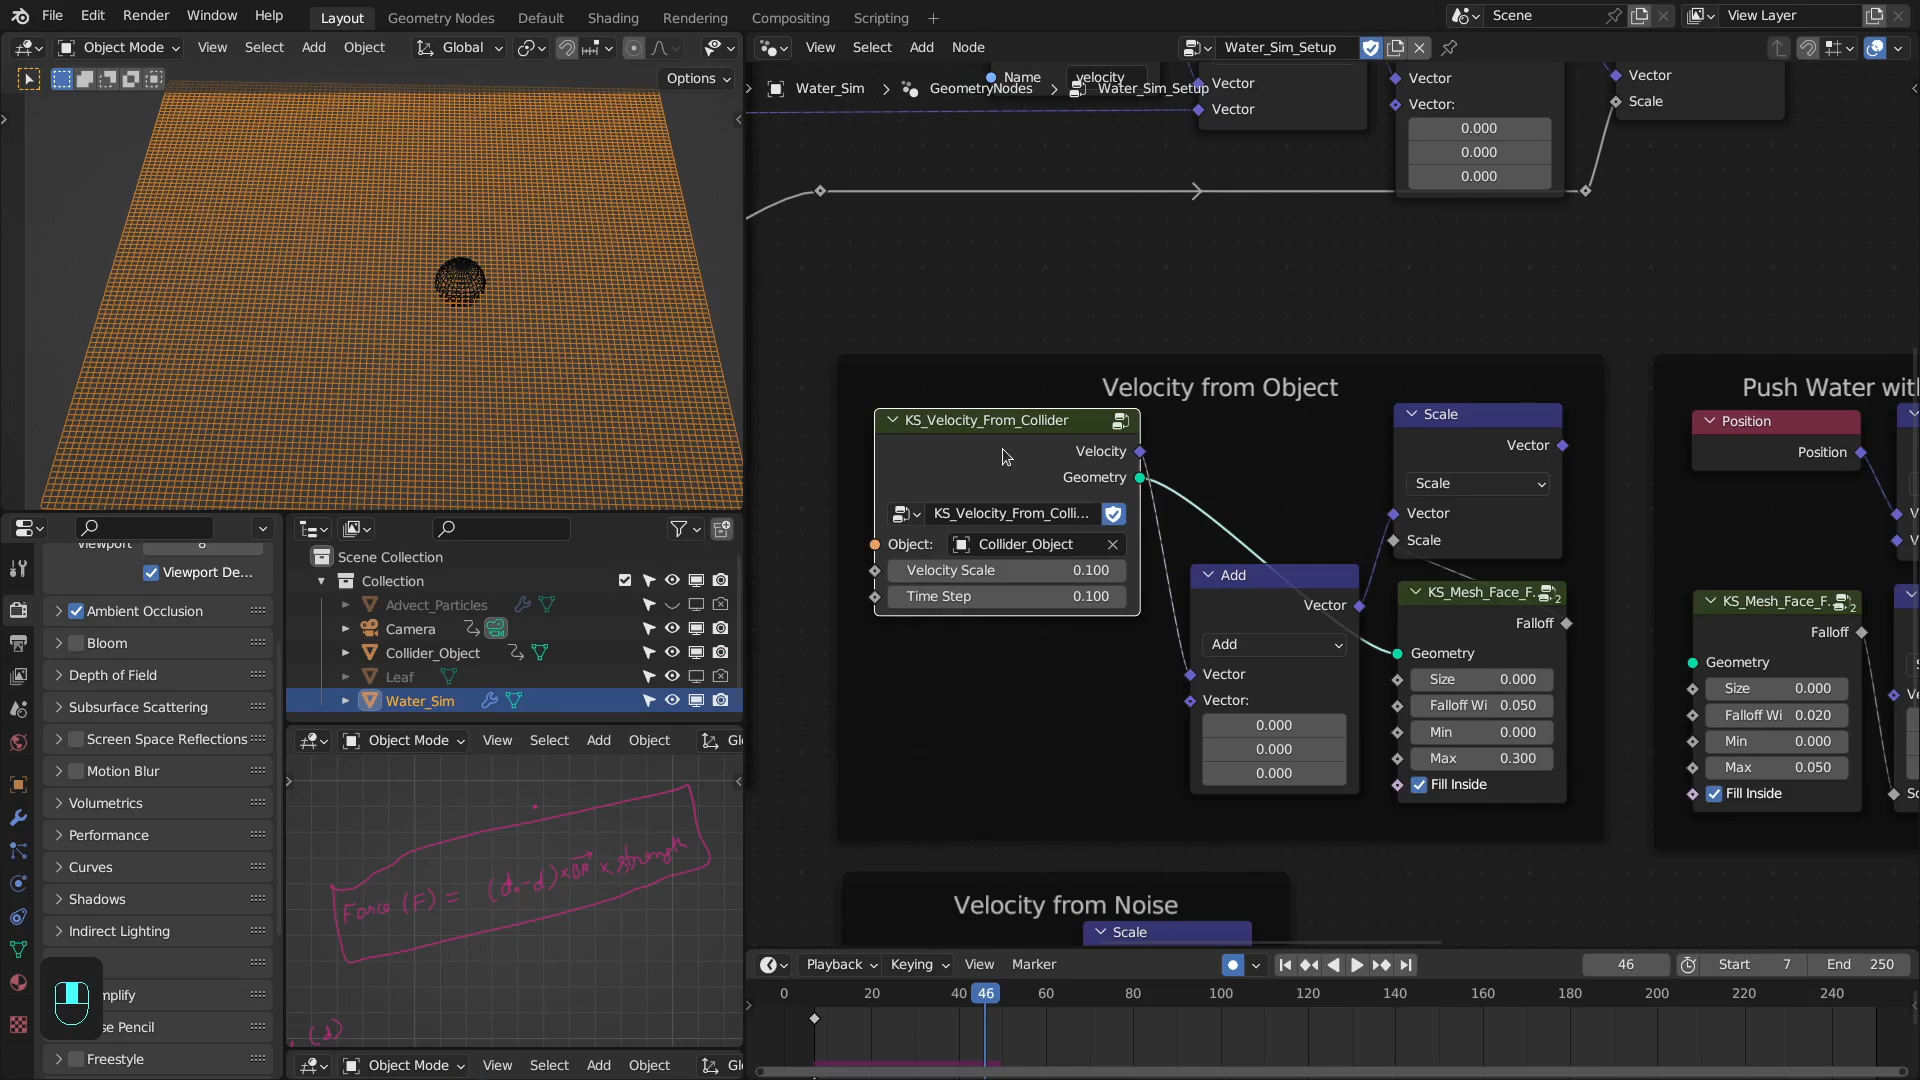 File Edit Render Window Help Layout Geometry Nodes Default Shading Rendering Compositing Scripting + Scene View Layer
Object Mode View Select Add Object Global
View Select Add Node Water_Sim_Setup
Options
Name velocity
Water_Sim > GeometryNodes > Water_Sim_Setup
Vector
Vector
Vector
Vector:
0.000
0.000
0.000
Vector
Scale
Velocity from Object
KS_Velocity_From_Collider
Velocity
Geometry
KS_Velocity_From_Colli...
Object: Collider_Object
Velocity Scale 0.100
Time Step 0.100
Add
Vector
Add
Vector
Vector:
0.000
0.000
0.000
Scale
Vector
Scale
Vector
Scale
KS_Mesh_Face_F... 2
Falloff
Geometry
Size 0.000
Falloff Wi 0.050
Min 0.000
Max 0.300
Fill Inside
Push Water wit
Position
Position
KS_Mesh_Face_F... 2
Falloff
Geometry
Size 0.000
Falloff Wi 0.020
Min 0.000
Max 0.050
Fill Inside
Velocity from Noise
Scale
Viewport 8
Viewport De...
Ambient Occlusion
Bloom
Depth of Field
Subsurface Scattering
Screen Space Reflections
Motion Blur
Volumetrics
Performance
Curves
Shadows
Indirect Lighting
mplify
se Pencil
Freestyle
Scene Collection
Collection
Advect_Particles
Camera
Collider_Object
Leaf
Water_Sim
Object Mode View Select Add Object Gl
Force (F) = (d₀-d) × BA × strength
(d)
Object Mode View Select Add Object Gl
Playback Keying View Marker 46 Start 7 End 250
0 20 40 46 60 80 100 120 140 160 180 200 220 240